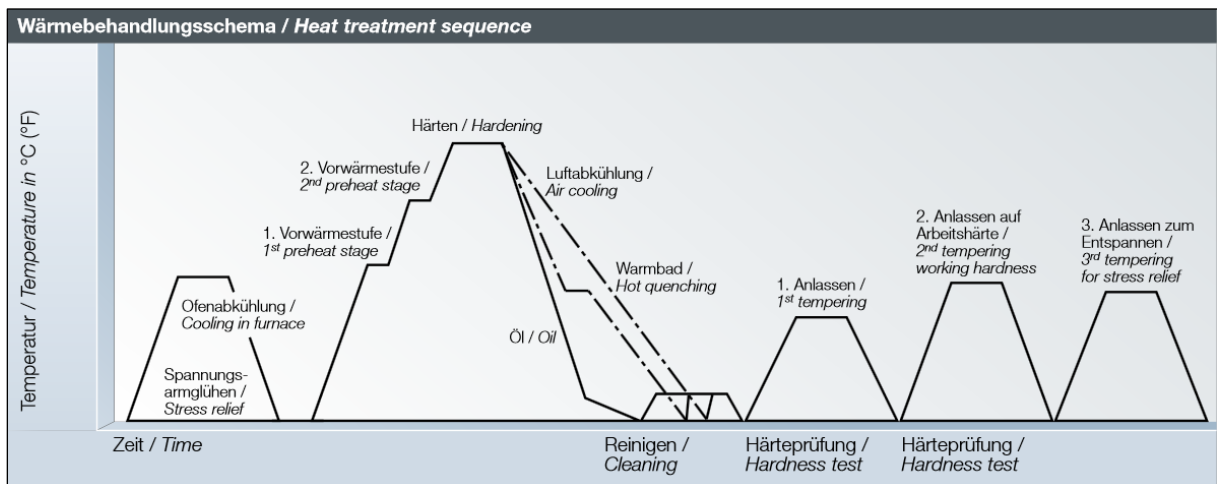 Wärmebehandlungsschema / Heat treatment sequence
Temperatur / Temperature in °C (°F)
Härten / Hardening
2. Vorwärmestufe /
2nd preheat stage
1. Vorwärmestufe /
1st preheat stage
Ofenabkühlung /
Cooling in furnace
Spannungs-
armglühen /
Stress relief
Luftabkühlung /
Air cooling
Warmbad /
Hot quenching
Öl / Oil
1. Anlassen /
1st tempering
2. Anlassen auf
Arbeitshärte /
2nd tempering
working hardness
3. Anlassen zum
Entspannen /
3rd tempering
for stress relief
Zeit / Time
Reinigen /
Cleaning
Härteprüfung /
Hardness test
Härteprüfung /
Hardness test